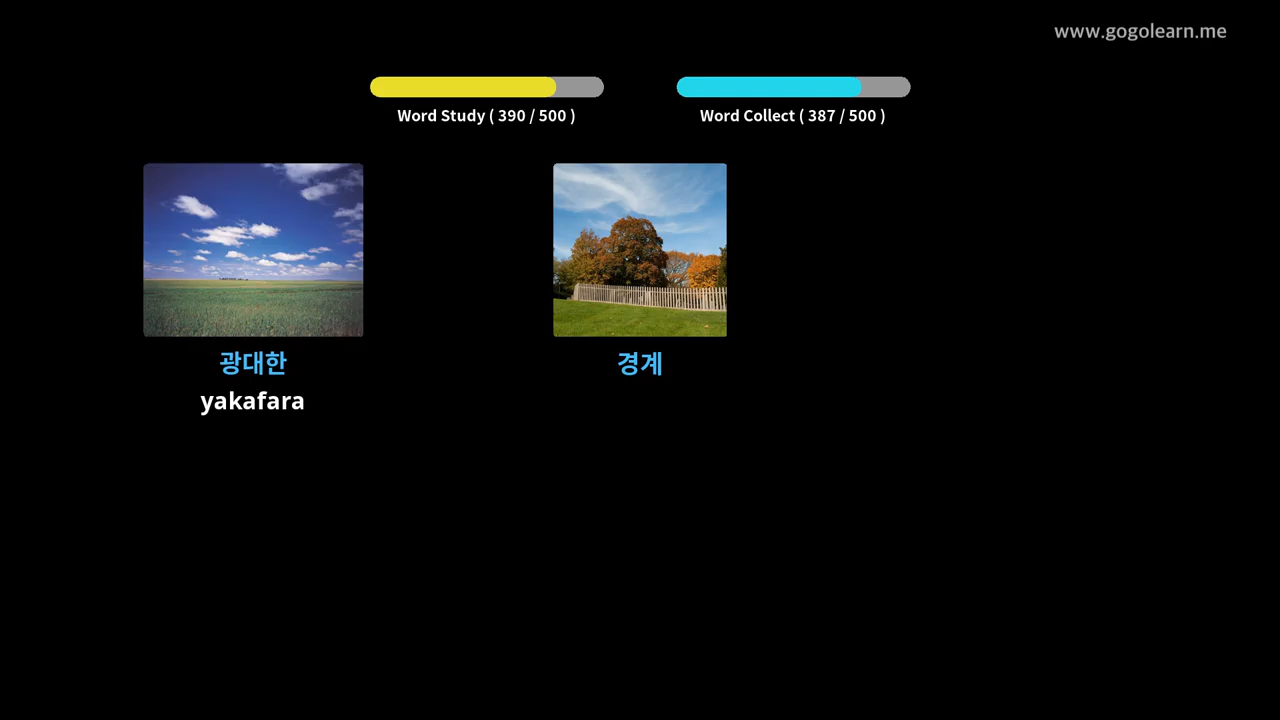 www.gogolearn.me
Word Study ( 390 / 500 )
Word Collect ( 387 / 500 )
광대한
yakafara
경계